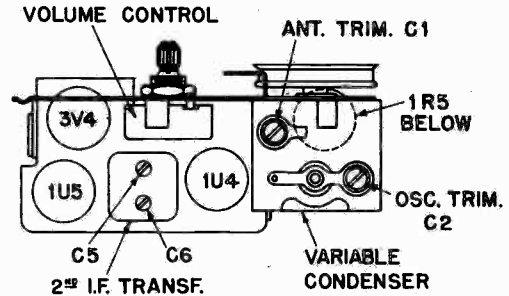 VOLUME CONTROL
ANT. TRIM. C1
3V4
1R5
BELOW
1U5
1U4
OSC. TRIM.
C2
C5
C6
2ND I.F. TRANSF.
VARIABLE
CONDENSER